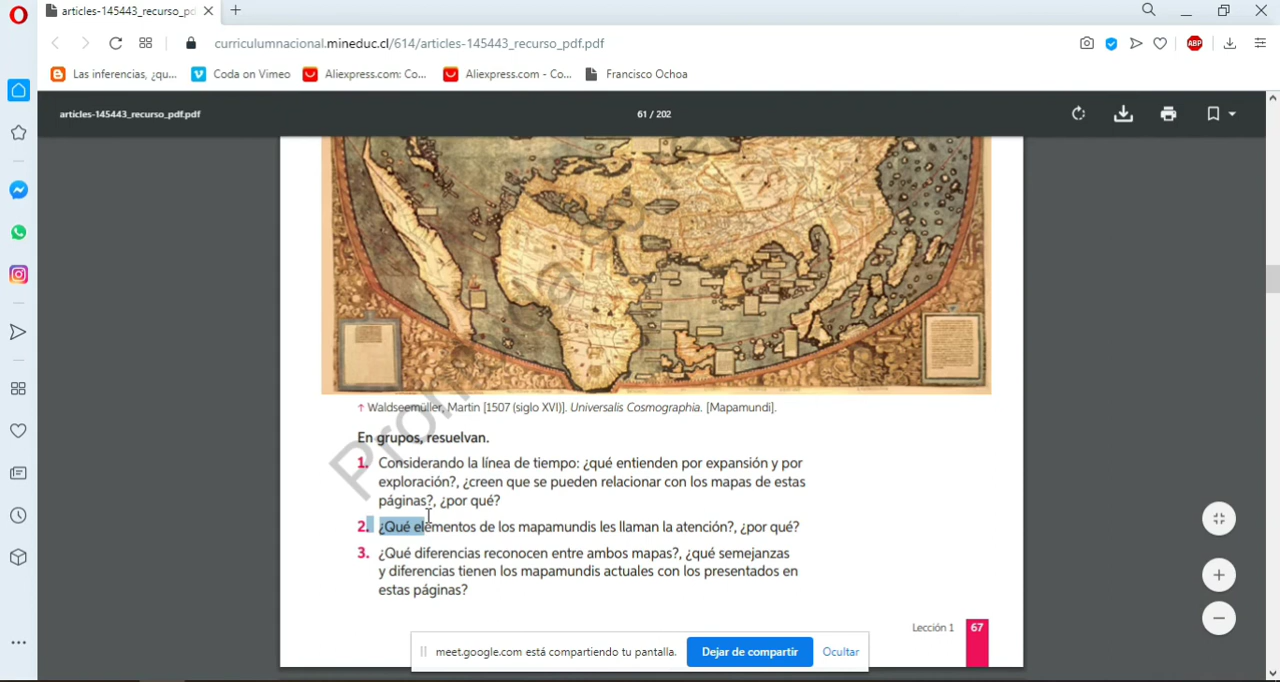 articles-145443_recurso_pd
curriculumnacional.mineduc.cl/614/articles-145443_recurso_pdf.pdf
ABP
Las inferencias, ¿qu...
Coda on Vimeo
Aliexpress.com: Co...
Aliexpress.com - Co...
Francisco Ochoa
articles-145443_recurso_pdf.pdf
61 / 202
↑ Waldseemüller, Martin [1507 (siglo XVI)]. Universalis Cosmographia. [Mapamundi].
En grupos, resuelvan.
1. Considerando la línea de tiempo: ¿qué entienden por expansión y por
exploración?, ¿creen que se pueden relacionar con los mapas de estas
páginas?, ¿por qué?
2. ¿Qué elementos de los mapamundis les llaman la atención?, ¿por qué?
3. ¿Qué diferencias reconocen entre ambos mapas?, ¿qué semejanzas
y diferencias tienen los mapamundis actuales con los presentados en
estas páginas?
Lección 1
67
meet.google.com está compartiendo tu pantalla.
Dejar de compartir
Ocultar